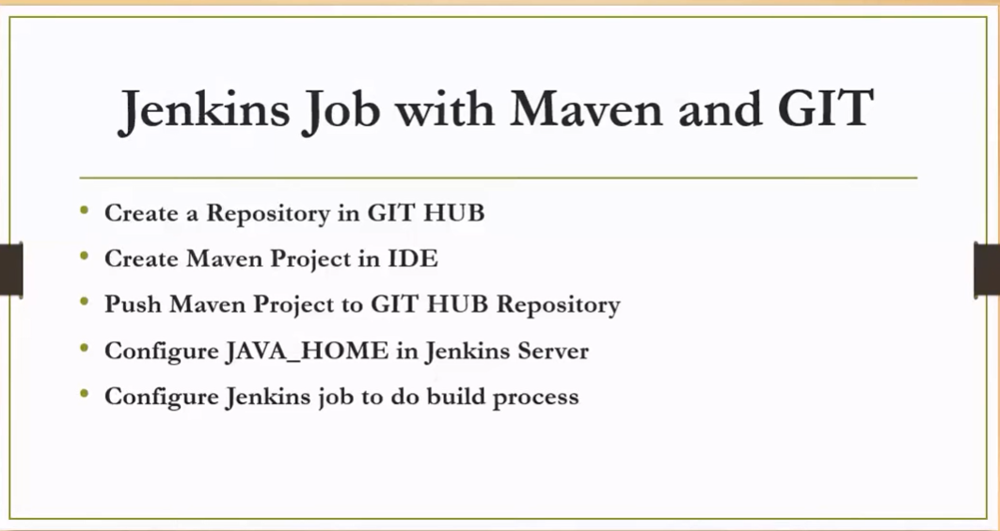 Jenkins Job with Maven and GIT
• Create a Repository in GIT HUB
• Create Maven Project in IDE
• Push Maven Project to GIT HUB Repository
• Configure JAVA_HOME in Jenkins Server
• Configure Jenkins job to do build process